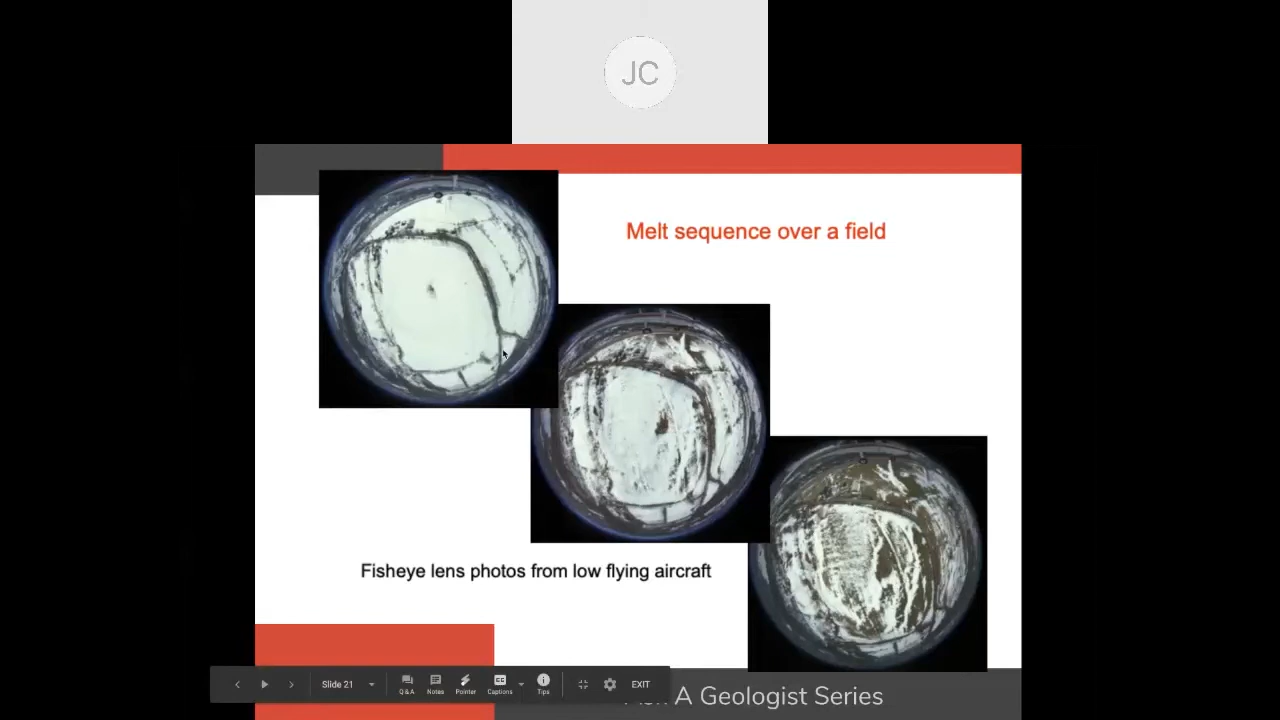 JC
Melt sequence over a field
Fisheye lens photos from low flying aircraft
A Geologist Series
Slide 21
Q&A
Notes
Pointer
CC
Captions
Tips
EXIT